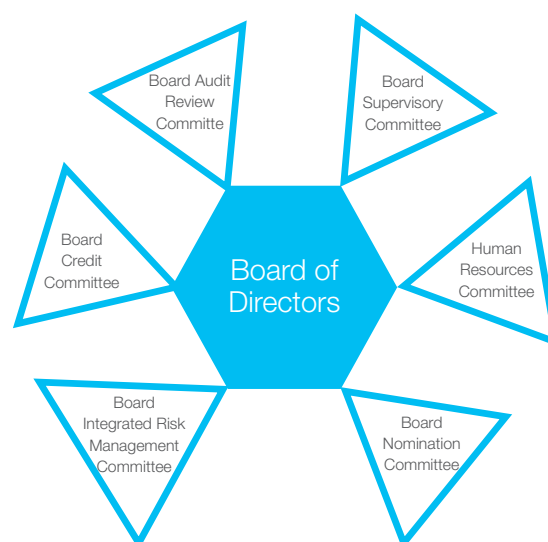 Board Audit
Review
Committe
Board
Supervisory
Committee
Board
Credit
Committee
Board of
Directors
Human
Resources
Committee
Board
Integrated Risk
Management
Committee
Board
Nomination
Committee